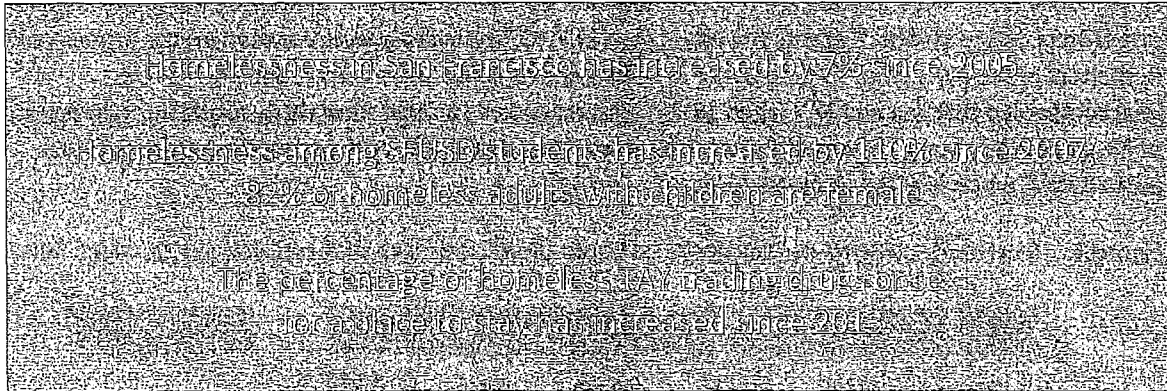 Homelessness in San Francisco has increased by 7% since 2005
Homelessness among SFUSD students has increased by 110% since 2007
82% of homeless adults with children are female
The percentage of homeless TAY trading drugs or
for a place to stay has increased since